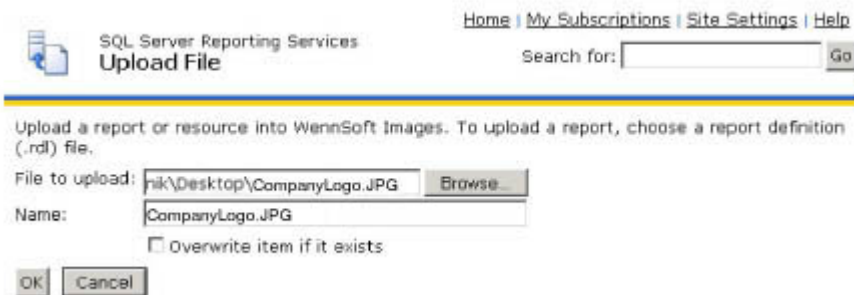 Home | My Subscriptions | Site Settings | Help
SQL Server Reporting Services
Upload File
Search for:
Go
Upload a report or resource into WennSoft Images. To upload a report, choose a report definition
(.rdl) file.
File to upload: nik\Desktop\CompanyLogo.JPG Browse...
Name: CompanyLogo.JPG
Overwrite item if it exists
OK Cancel